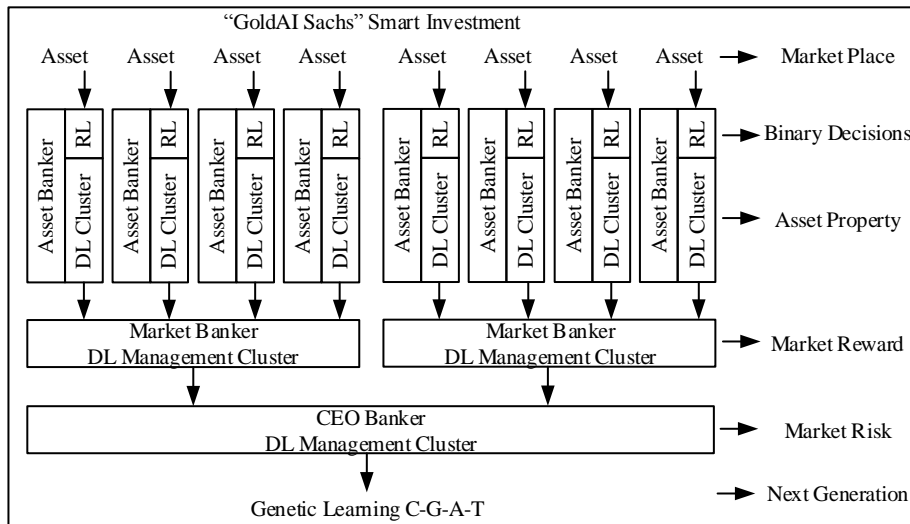 “GoldAI Sachs” Smart Investment
Asset Asset Asset Asset Asset Asset Asset Asset Market Place
RL RL RL RL RL RL RL RL Binary Decisions
Asset Banker Asset Banker Asset Banker Asset Banker Asset Banker Asset Banker Asset Banker Asset Banker
DL Cluster DL Cluster DL Cluster DL Cluster DL Cluster DL Cluster DL Cluster DL Cluster Asset Property
Market Banker Market Banker
DL Management Cluster DL Management Cluster Market Reward
CEO Banker
DL Management Cluster Market Risk
Genetic Learning C-G-A-T Next Generation